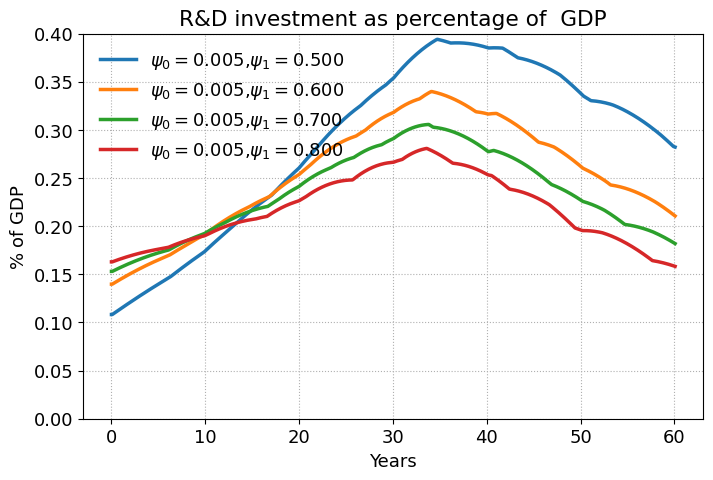 R&D investment as percentage of  GDP
% of GDP
0.40
0.35
0.30
0.25
0.20
0.15
0.10
0.05
0.00
ψ₀ = 0.005,ψ₁ = 0.500
ψ₀ = 0.005,ψ₁ = 0.600
ψ₀ = 0.005,ψ₁ = 0.700
ψ₀ = 0.005,ψ₁ = 0.800
0 10 20 30 40 50 60
Years